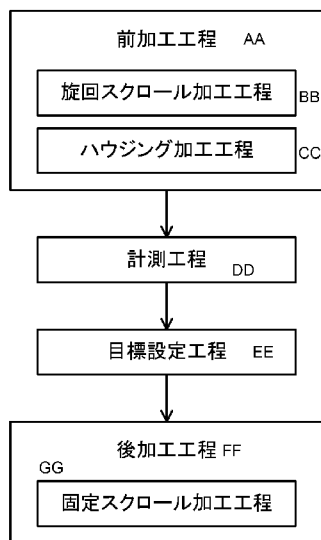 前加工工程 AA
旋回スクロール加工工程 BB
ハウジング加工工程 CC
計測工程 DD
目標設定工程 EE
後加工工程 FF
GG
固定スクロール加工工程